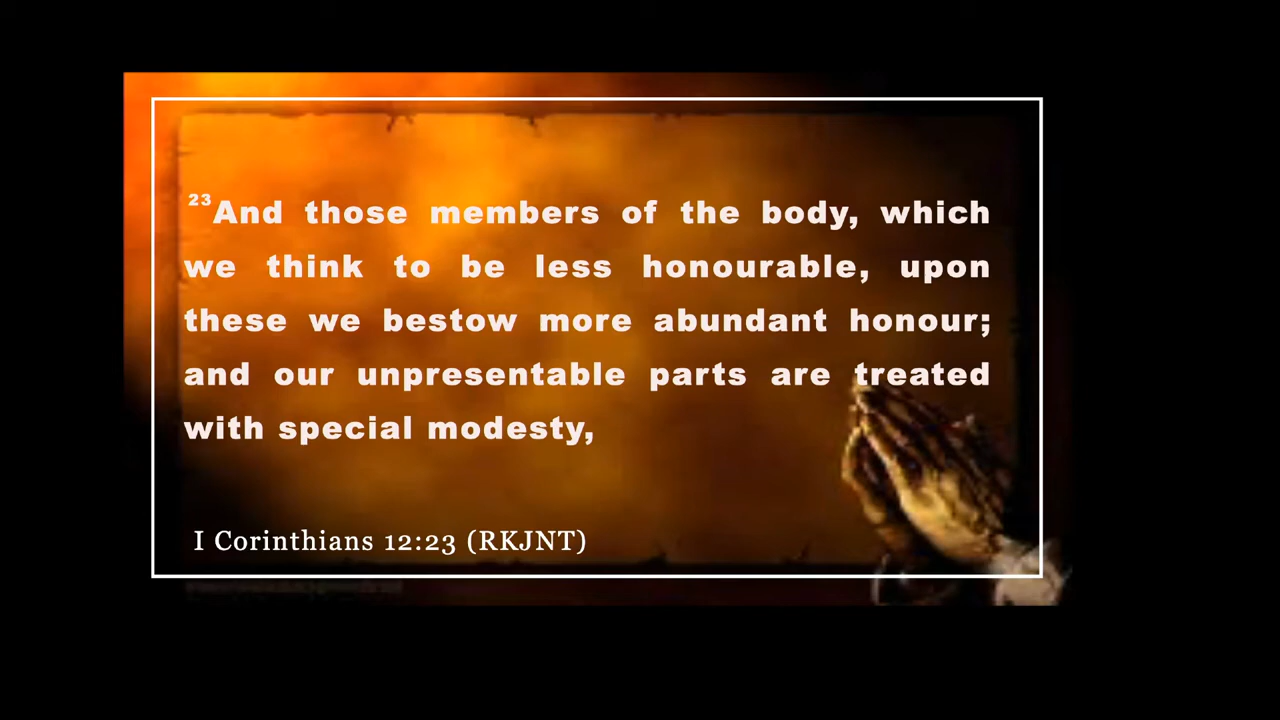 23And those members of the body, which
we think to be less honourable, upon
these we bestow more abundant honour;
and our unpresentable parts are treated
with special modesty,
I Corinthians 12:23 (RKJNT)